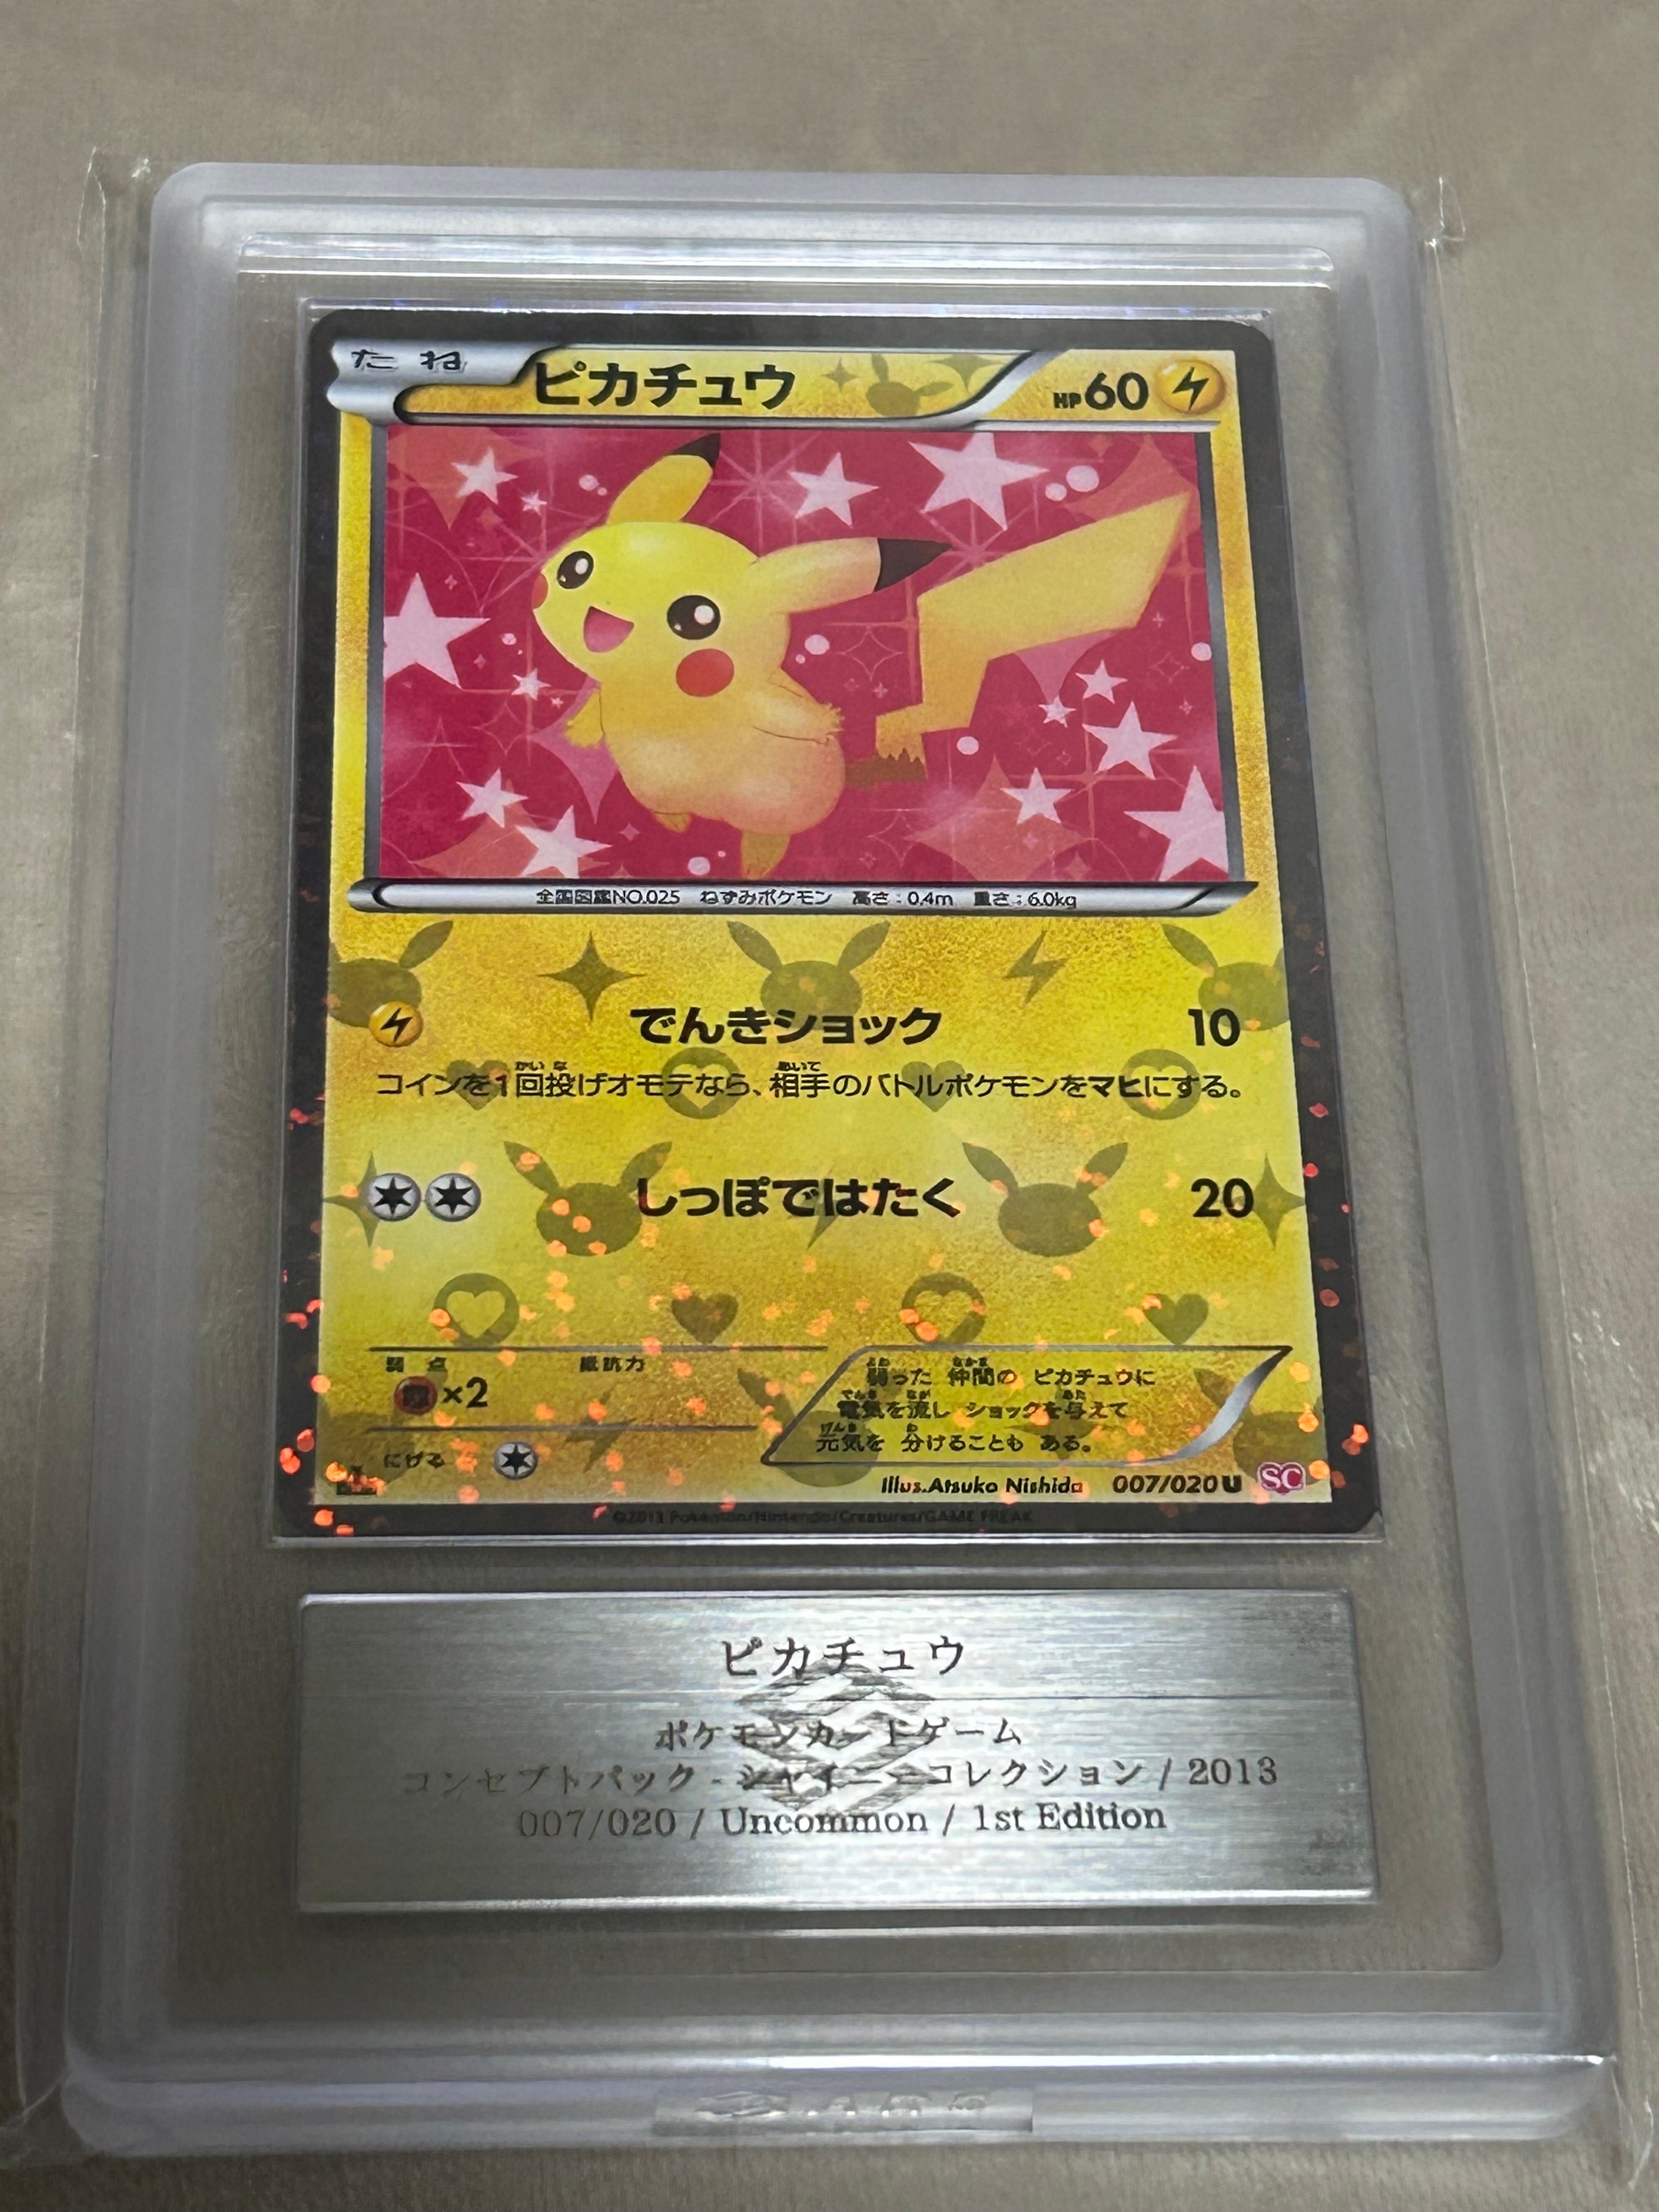 たね ピカチュウ HP60
全国図鑑NO.025 ねずみポケモン 高さ:0.4m 重さ:6.0kg
でんきショック 10
コインを1回投げオモテなら、相手のバトルポケモンをマヒにする。
しっぽではたく 20
弱点 抵抗力
×2
にげる
弱った 仲間の ピカチュウに
電気を流し ショックを与えて
元気を 分けることも ある。
Illus.Atsuko Nishida 007/020 U SC
©2013 Pokémon/Nintendo/Creatures/GAME FREAK
ピカチュウ
ポケモンカードゲーム
コンセプトパック - シャイニーコレクション / 2013
007/020 / Uncommon / 1st Edition